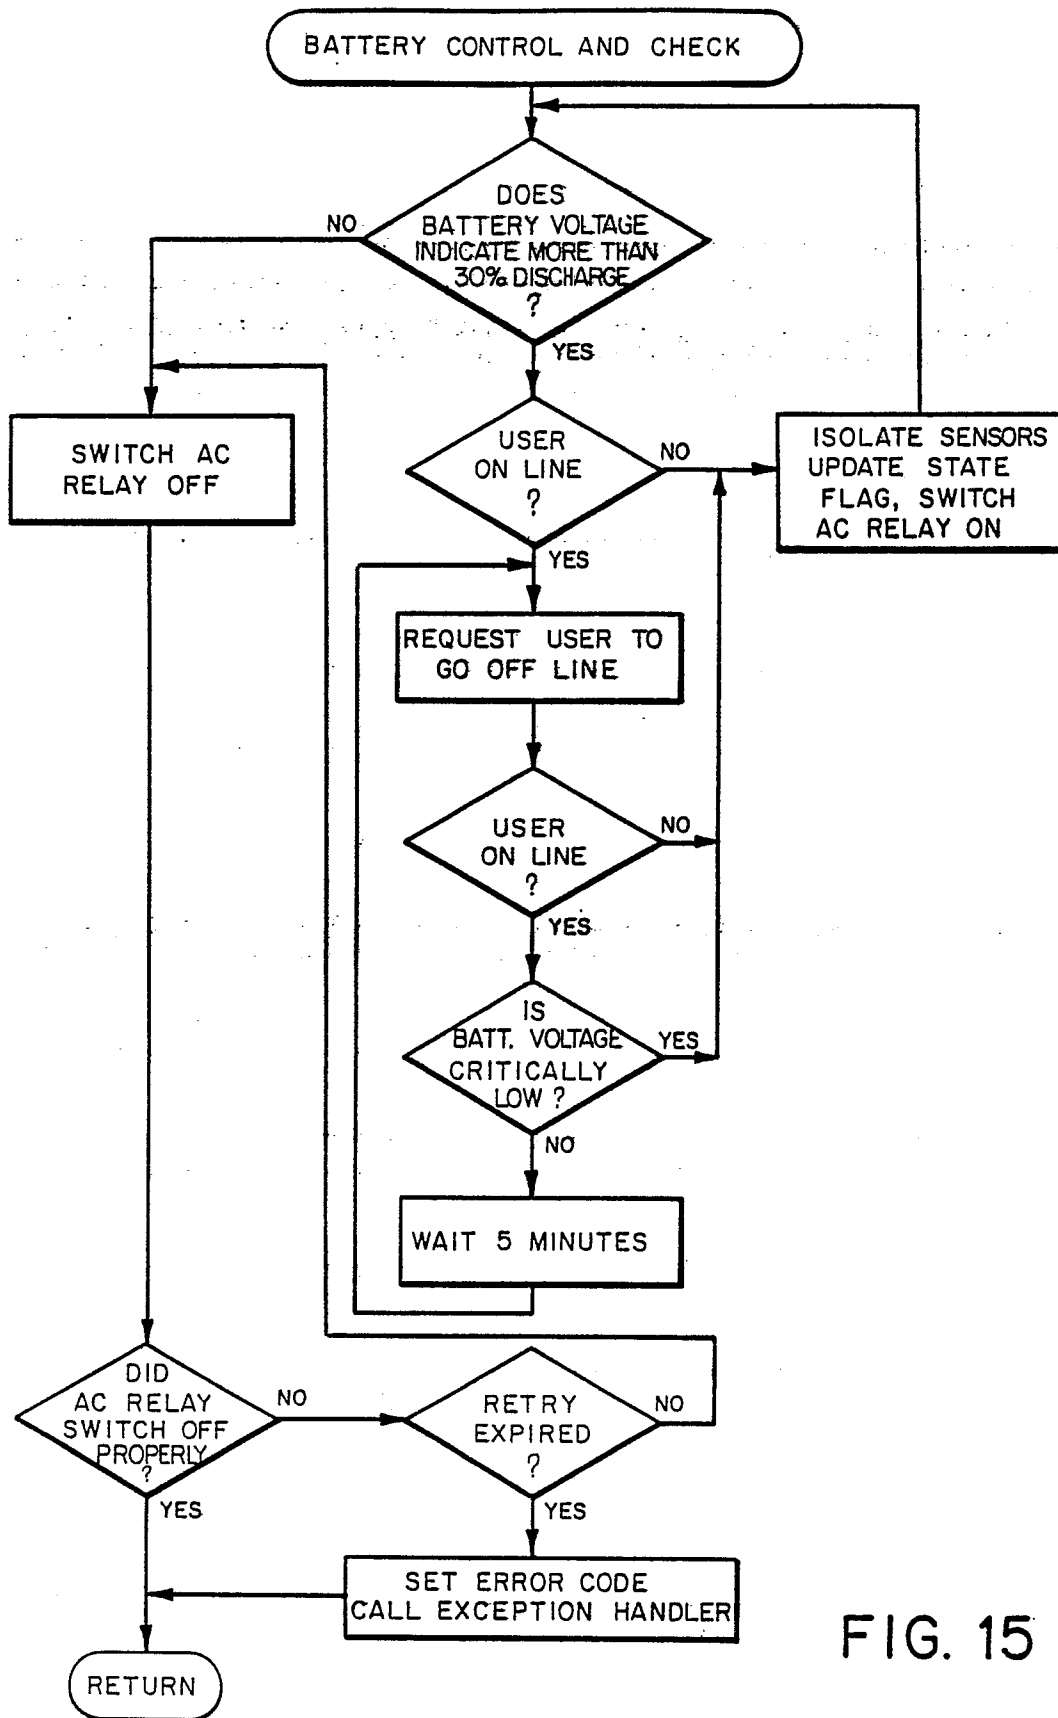 BATTERY CONTROL AND CHECK
DOES
BATTERY VOLTAGE
INDICATE MORE THAN
30% DISCHARGE
?
NO
YES
SWITCH AC
RELAY OFF
USER
ON LINE
?
NO
YES
ISOLATE SENSORS
UPDATE STATE
FLAG, SWITCH
AC RELAY ON
REQUEST USER TO
GO OFF LINE
USER
ON LINE
?
NO
YES
IS
BATT. VOLTAGE
CRITICALLY
LOW ?
YES
NO
WAIT 5 MINUTES
DID
AC RELAY
SWITCH OFF
PROPERLY
?
NO
YES
RETRY
EXPIRED
?
NO
YES
SET ERROR CODE
CALL EXCEPTION HANDLER
RETURN
FIG. 15